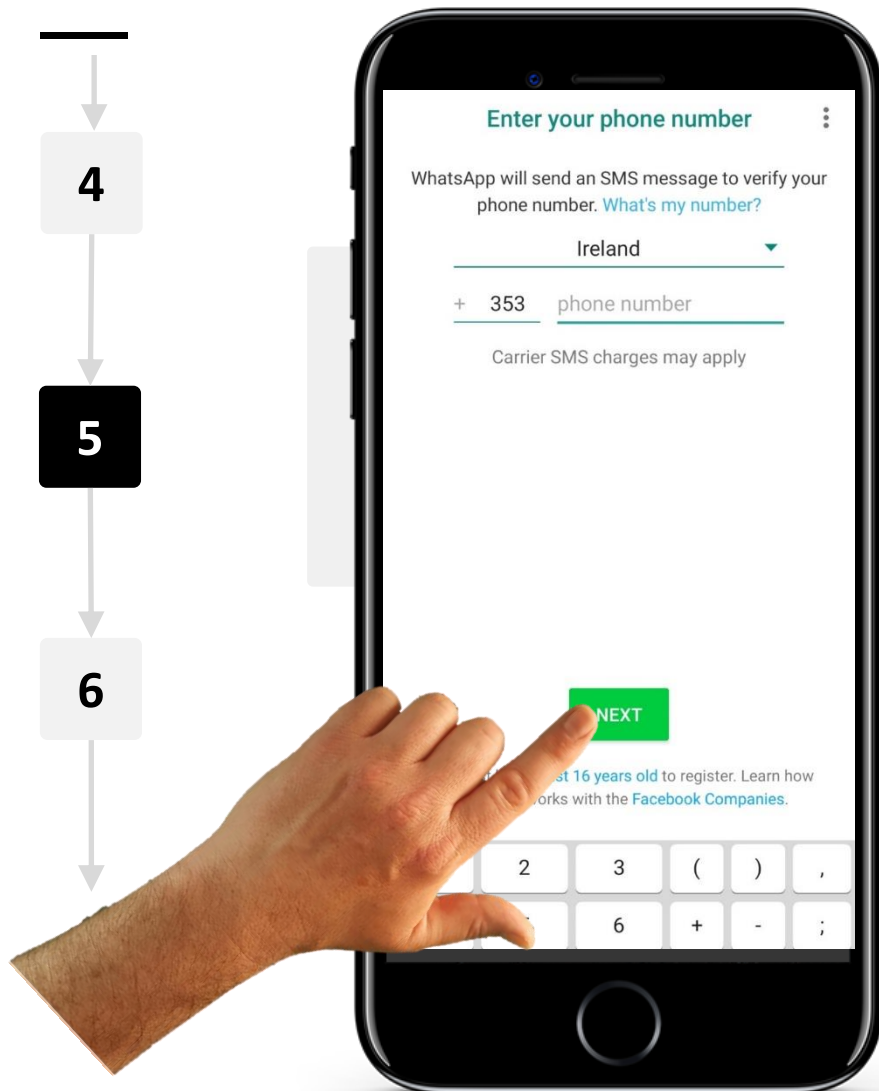 4
5
6
Enter your phone number
WhatsApp will send an SMS message to verify your
phone number. What's my number?
Ireland
+ 353 phone number
Carrier SMS charges may apply
NEXT
16 years old to register. Learn how
with the Facebook Companies.
2 3 ( ) ,
6 + - ;